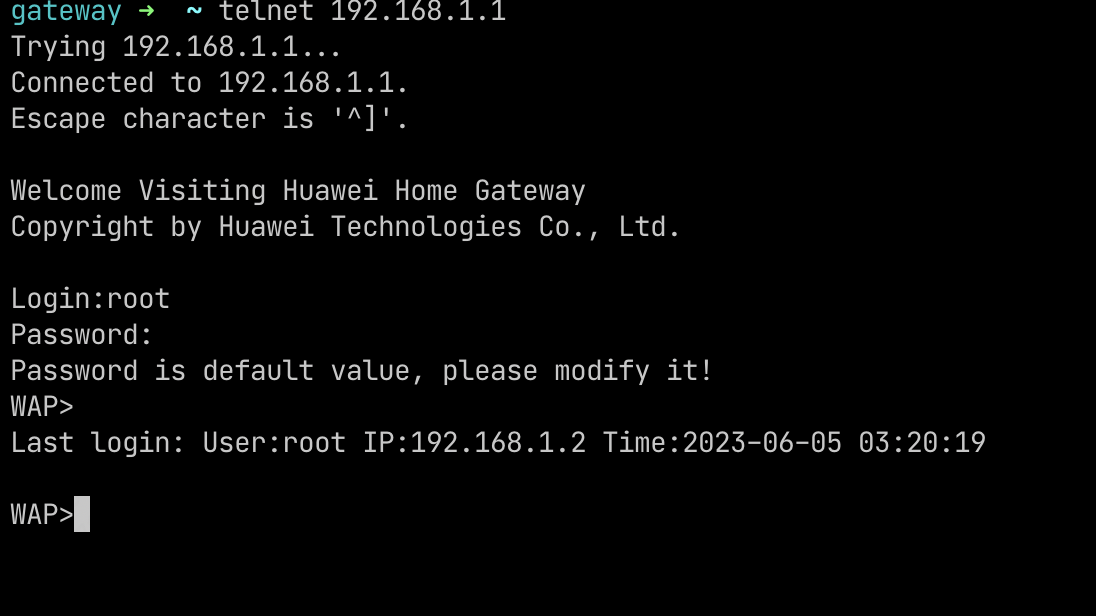 gateway →  ~ telnet 192.168.1.1
Trying 192.168.1.1...
Connected to 192.168.1.1.
Escape character is '^]'.
Welcome Visiting Huawei Home Gateway
Copyright by Huawei Technologies Co., Ltd.
Login:root
Password:
Password is default value, please modify it!
WAP>
Last login: User:root IP:192.168.1.2 Time:2023-06-05 03:20:19
WAP>